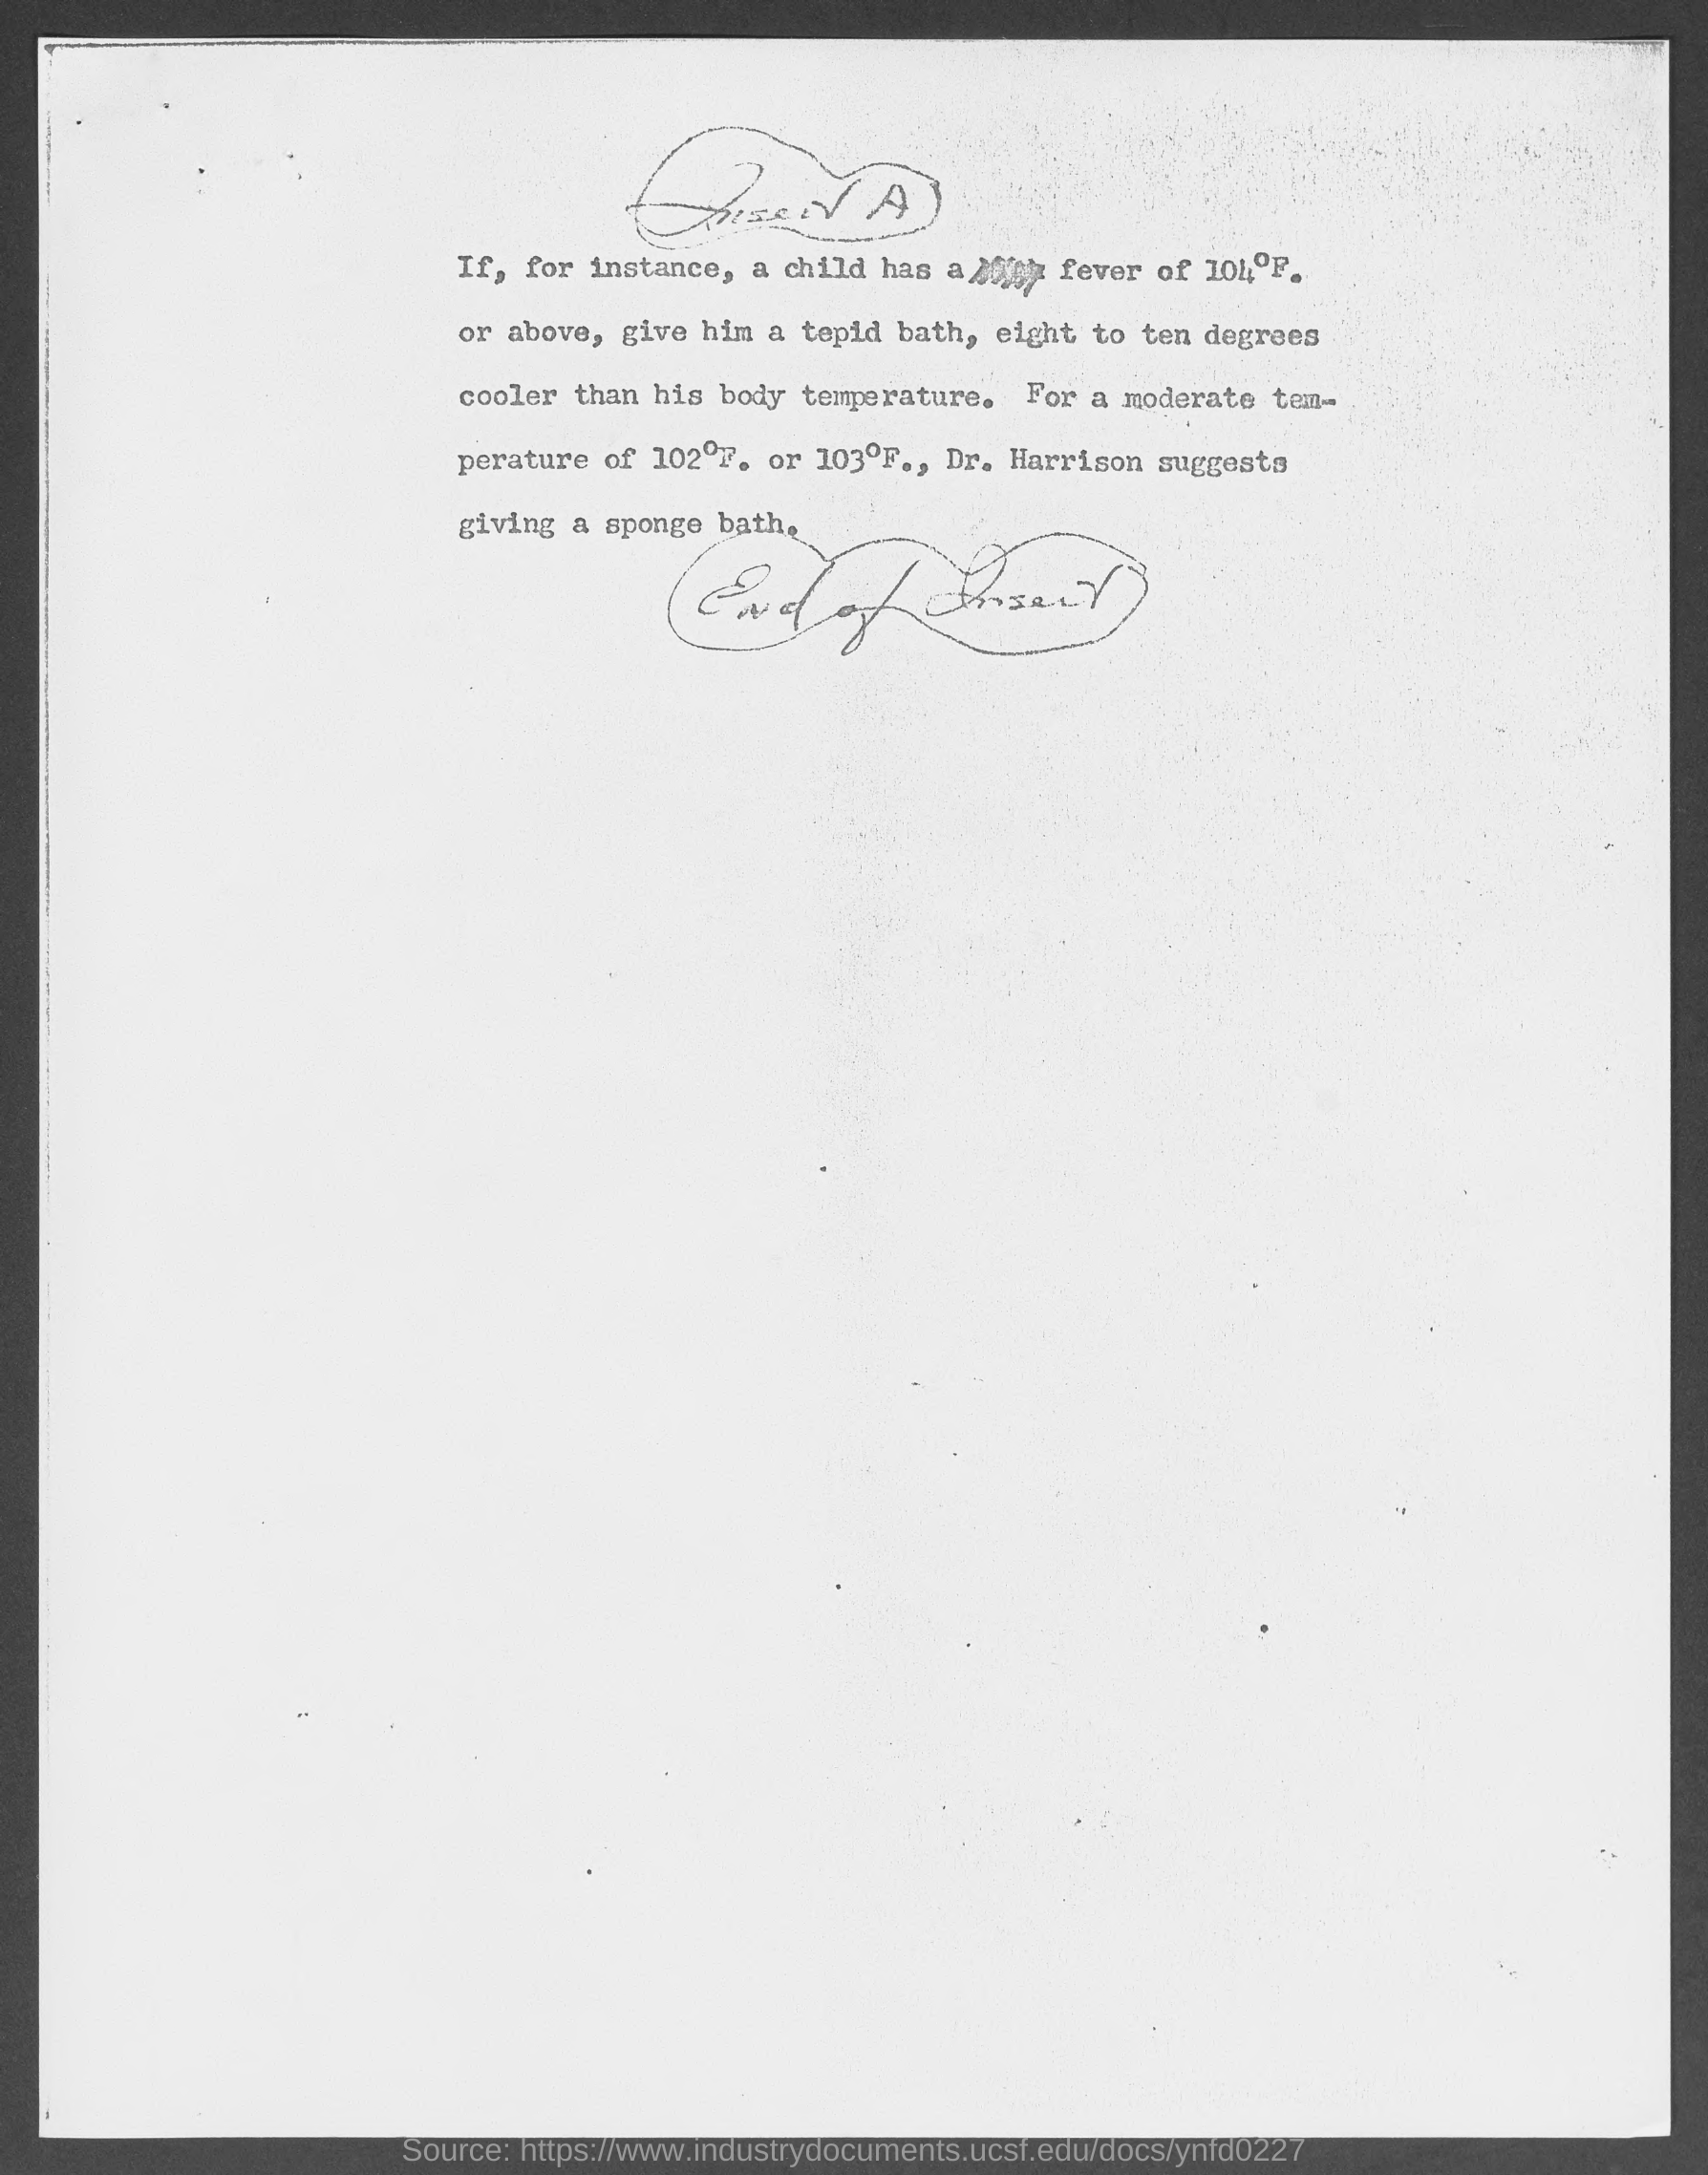 Insert A
If, for instance, a child has a fever of 104°F.
or above, give him a tepid bath, eight to ten degrees
cooler than his body temperature. For a moderate tem-
perature of 102°F. or 103°F., Dr. Harrison suggests
giving a sponge bath.
End of Insert
Source: https://www.industrydocuments.ucsf.edu/docs/ynfd0227